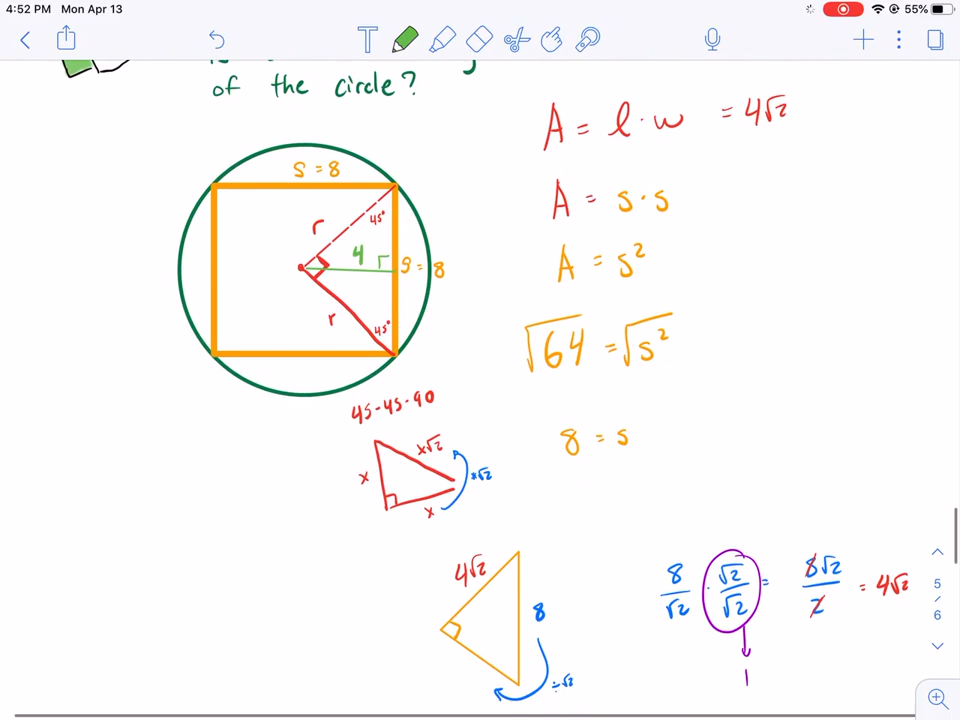 4:52 PM Mon Apr 13
55%
T
of the circle?
A = l · w = 4√2
S = 8
A = s · s
r
45°
4
S = 8
A = s²
r
45°
√64 = √s²
45-45-90
8 = s
x√2
x
×√2
x
4√2
8
÷√2
8/√2 · √2/√2 = 8√2/2 = 4√2
1
5
/
6